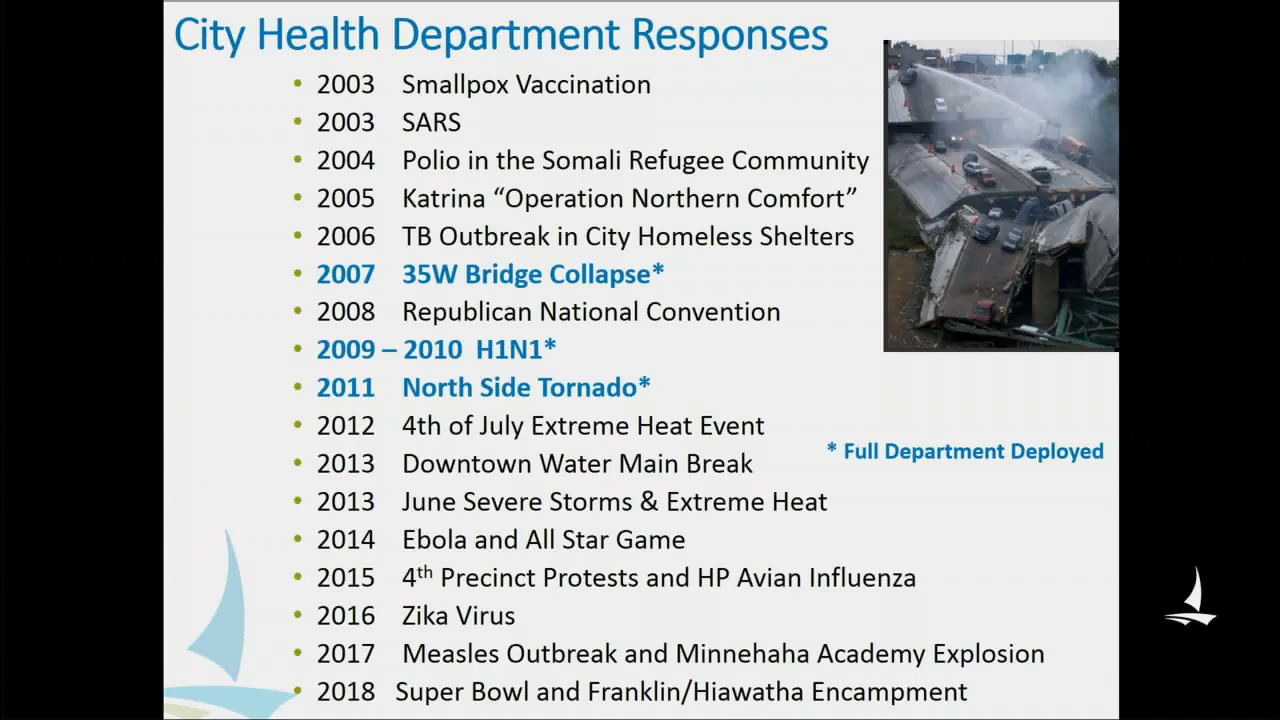 City Health Department Responses
• 2003 Smallpox Vaccination
• 2003 SARS
• 2004 Polio in the Somali Refugee Community
• 2005 Katrina “Operation Northern Comfort”
• 2006 TB Outbreak in City Homeless Shelters
• 2007 35W Bridge Collapse*
• 2008 Republican National Convention
• 2009 – 2010 H1N1*
• 2011 North Side Tornado*
• 2012 4th of July Extreme Heat Event
* Full Department Deployed
• 2013 Downtown Water Main Break
• 2013 June Severe Storms & Extreme Heat
• 2014 Ebola and All Star Game
• 2015 4th Precinct Protests and HP Avian Influenza
• 2016 Zika Virus
• 2017 Measles Outbreak and Minnehaha Academy Explosion
• 2018 Super Bowl and Franklin/Hiawatha Encampment